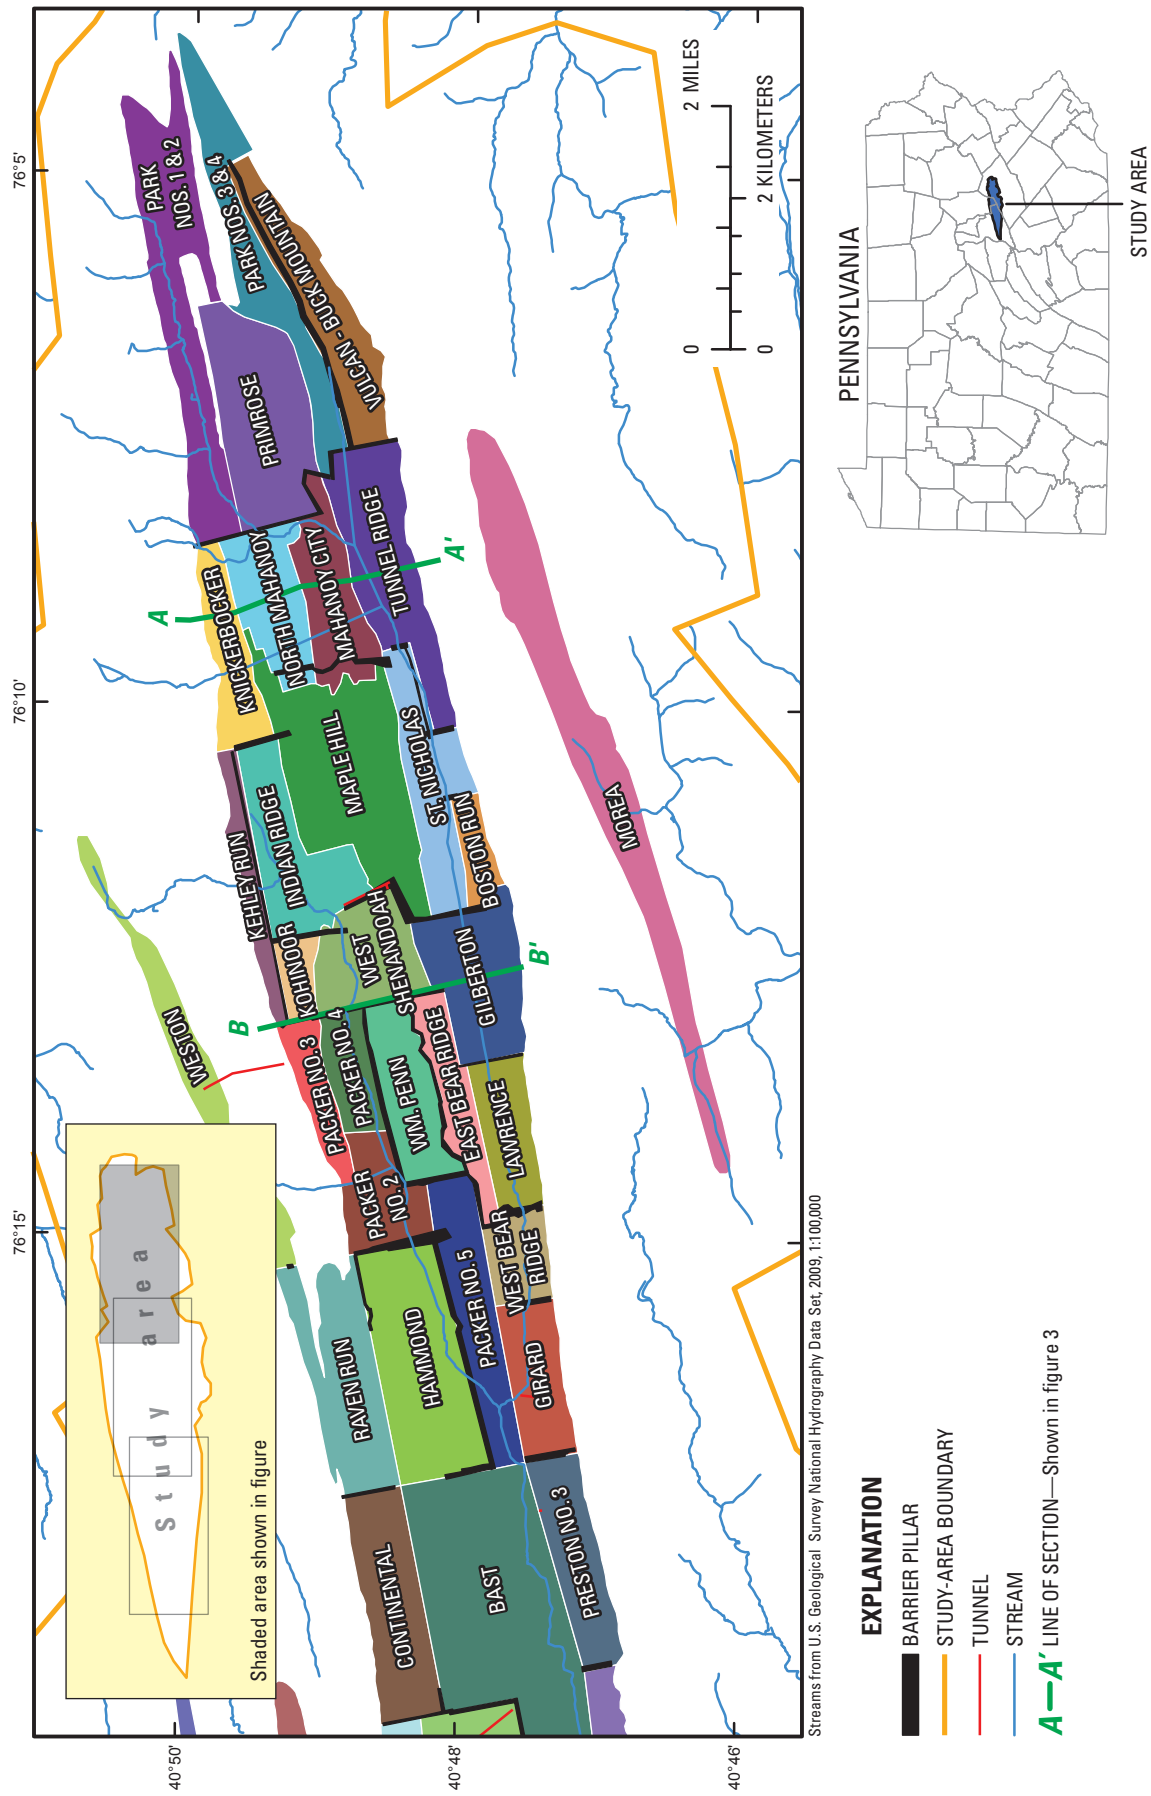 76°15'
76°10'
76°5'
40°50'
40°48'
40°46'
Study area
Shaded area shown in figure
WESTON
PARK
NOS. 1 & 2
PARK NOS. 3 & 4
VULCAN - BUCK MOUNTAIN
PRIMROSE
KNICKERBOCKER
NORTH MAHANOY
MAHANOY CITY
TUNNEL RIDGE
A
A'
KEHLEY RUN
INDIAN RIDGE
MAPLE HILL
ST. NICHOLAS
BOSTON RUN
KOHINOOR
WEST
SHENANDOAH
GILBERTON
B
B'
MOREA
PACKER NO. 3
PACKER NO. 4
WM. PENN
EAST BEAR RIDGE
LAWRENCE
PACKER
NO. 2
PACKER NO. 5
WEST BEAR
RIDGE
RAVEN RUN
HAMMOND
GIRARD
CONTINENTAL
BAST
PRESTON NO. 3
0
2 MILES
0
2 KILOMETERS
Streams from U.S. Geological Survey National Hydrography Data Set, 2009, 1:100,000
EXPLANATION
BARRIER PILLAR
STUDY-AREA BOUNDARY
TUNNEL
STREAM
A—A' LINE OF SECTION—Shown in figure 3
PENNSYLVANIA
STUDY AREA